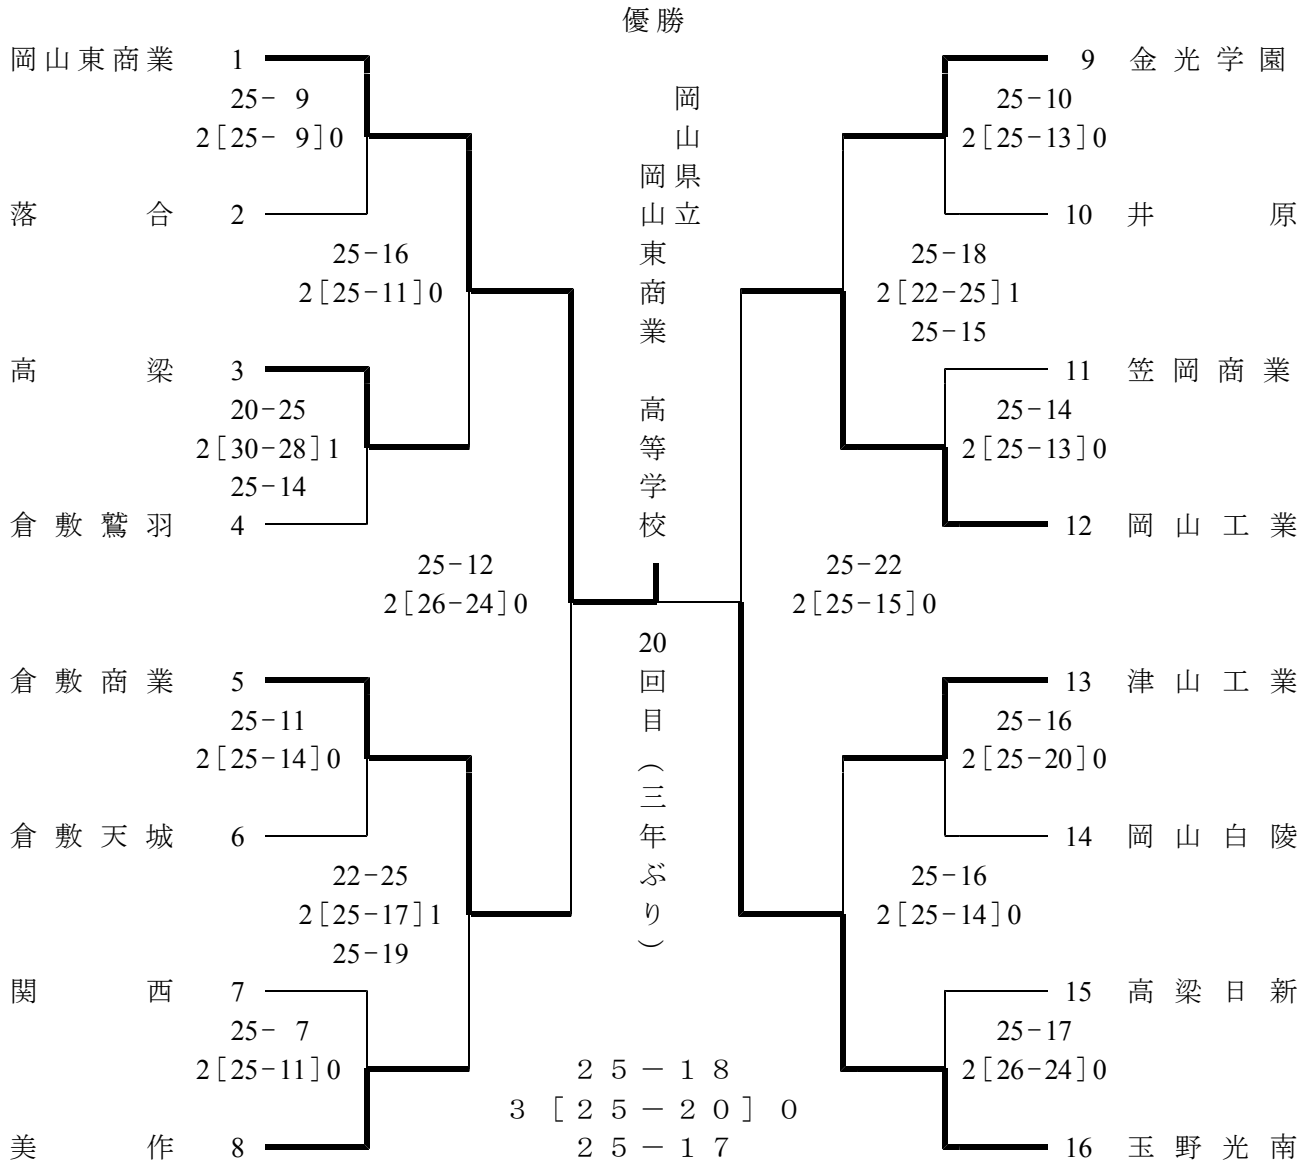 優勝
岡山県立
岡山東商業 高等学校
20回目(三年ぶり)
岡山東商業 1
25- 9
2[25- 9]0
落合 2
25-16
2[25-11]0
高梁 3
20-25
2[30-28]1
25-14
倉敷鷲羽 4
25-12
2[26-24]0
倉敷商業 5
25-11
2[25-14]0
倉敷天城 6
22-25
2[25-17]1
25-19
関西 7
25- 7
2[25-11]0
美作 8
9 金光学園
25-10
2[25-13]0
10 井原
25-18
2[22-25]1
25-15
11 笠岡商業
25-14
2[25-13]0
12 岡山工業
25-22
2[25-15]0
13 津山工業
25-16
2[25-20]0
14 岡山白陵
25-16
2[25-14]0
15 高梁日新
25-17
2[26-24]0
16 玉野光南
25-18
3[25-20]0
25-17